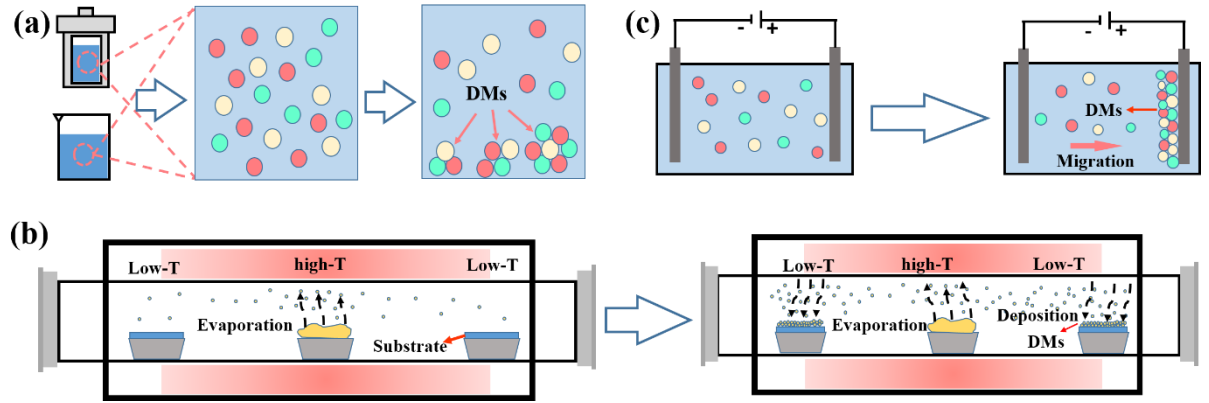 (a)
DMs
(c)
- +
- +
DMs
Migration
(b)
Low-T high-T Low-T
Evaporation
Substrate
Low-T high-T Low-T
Evaporation
Deposition
DMs